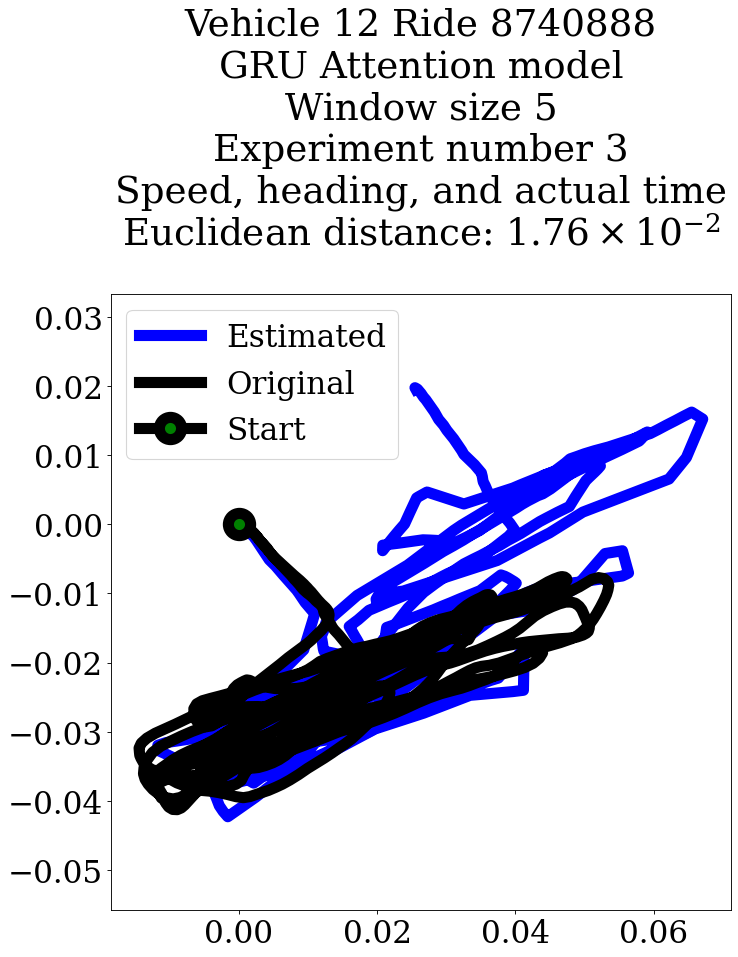 Vehicle 12 Ride 8740888
GRU Attention model
Window size 5
Experiment number 3
Speed, heading, and actual time
Euclidean distance: 1.76 × 10⁻²
Estimated
Original
Start
0.03
0.02
0.01
0.00
−0.01
−0.02
−0.03
−0.04
−0.05
0.00 0.02 0.04 0.06